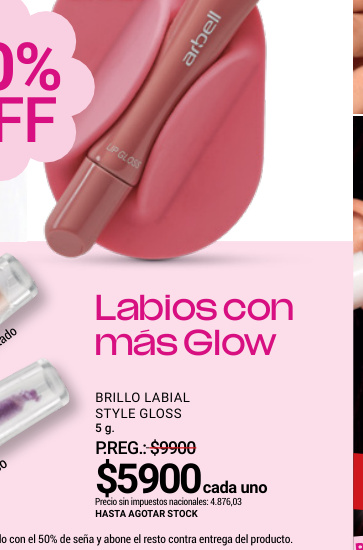 0%
FF
arbell
LIP GLOSS
Labios con
más Glow
BRILLO LABIAL
STYLE GLOSS
5 g.
P.REG.: $9900
$5900 cada uno
Precio sin impuestos nacionales: 4.876,03
HASTA AGOTAR STOCK
con el 50% de seña y abone el resto contra entrega del producto.